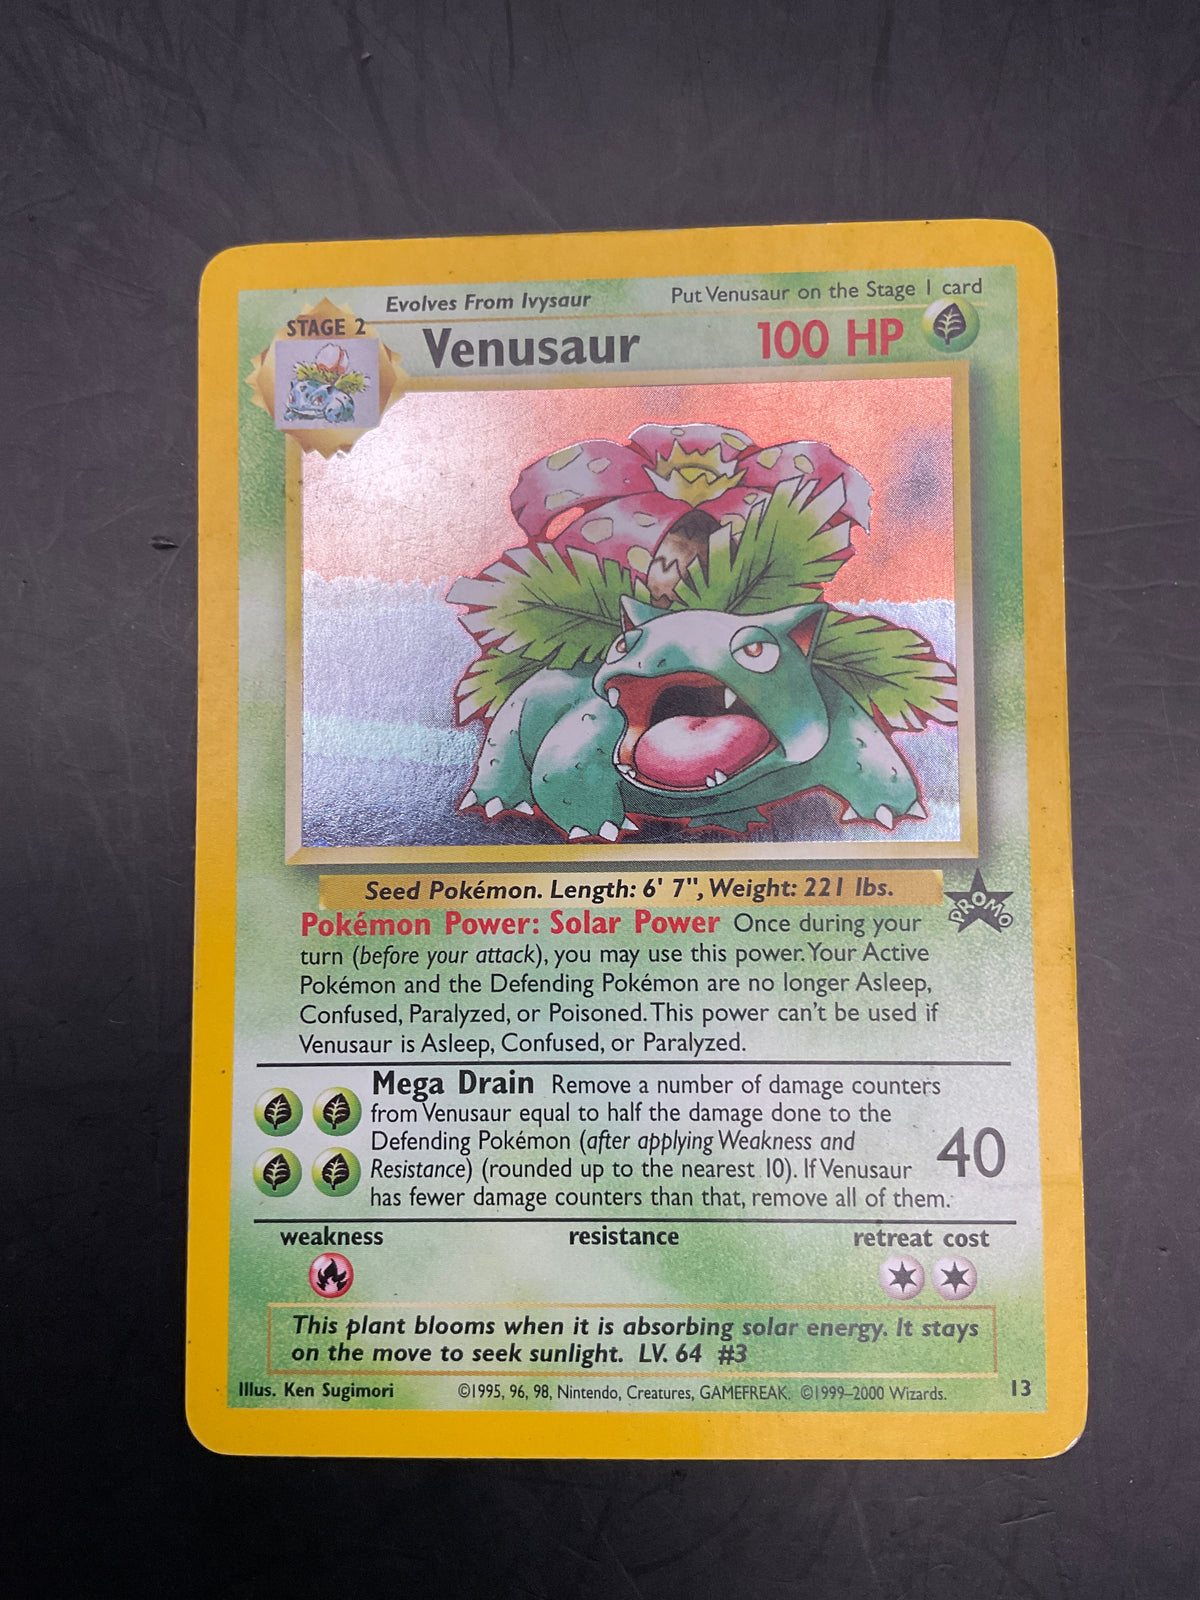 Evolves From Ivysaur
Put Venusaur on the Stage 1 card
STAGE 2
Venusaur
100 HP
Seed Pokémon. Length: 6' 7", Weight: 221 lbs.
PROMO
Pokémon Power: Solar Power Once during your
turn (before your attack), you may use this power. Your Active
Pokémon and the Defending Pokémon are no longer Asleep,
Confused, Paralyzed, or Poisoned. This power can't be used if
Venusaur is Asleep, Confused, or Paralyzed.
Mega Drain Remove a number of damage counters
from Venusaur equal to half the damage done to the
Defending Pokémon (after applying Weakness and
Resistance) (rounded up to the nearest 10). If Venusaur
has fewer damage counters than that, remove all of them.
40
weakness
resistance
retreat cost
This plant blooms when it is absorbing solar energy. It stays
on the move to seek sunlight. LV. 64 #3
Illus. Ken Sugimori
©1995, 96, 98, Nintendo, Creatures, GAMEFREAK. ©1999–2000 Wizards.
13